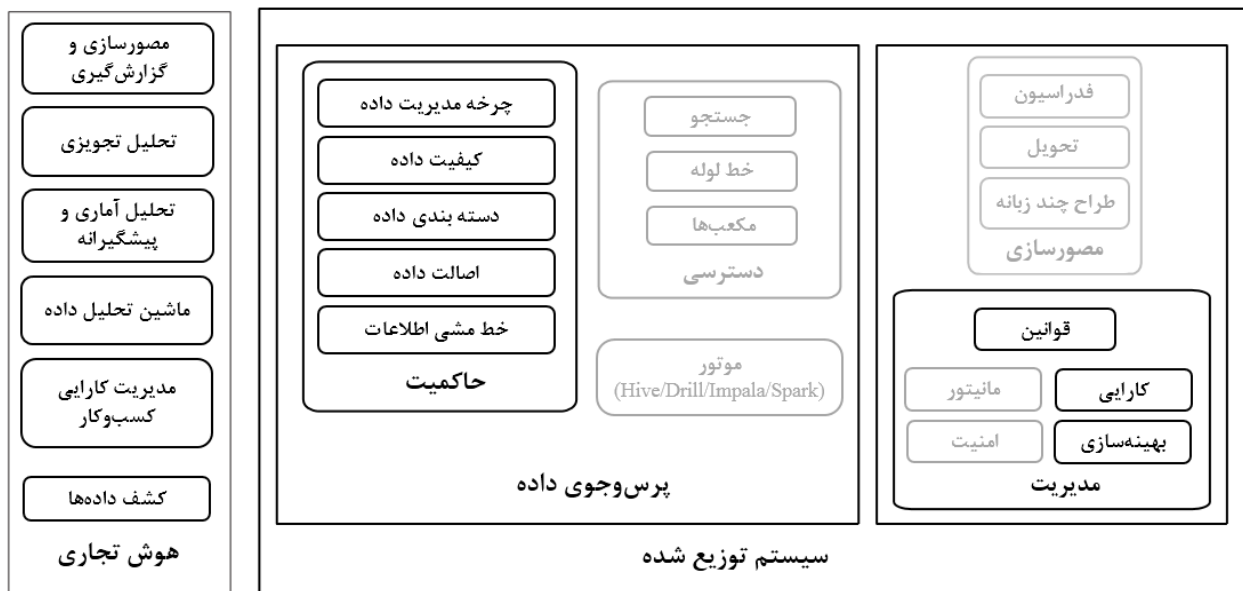 فدراسیون
تحویل
طراح چند زبانه
مصورسازی
قوانین
کارایی
مانیتور
بهینه‌سازی
امنیت
مدیریت
جستجو
خط لوله
مکعب‌ها
دسترسی
موتور
(Hive/Drill/Impala/Spark)
چرخه مدیریت داده
کیفیت داده
دسته بندی داده
اصالت داده
خط مشی اطلاعات
حاکمیت
پرس‌وجوی داده
سیستم توزیع شده
مصورسازی و
گزارش‌گیری
تحلیل تجویزی
تحلیل آماری و
پیشگیرانه
ماشین تحلیل داده
مدیریت کارایی
کسب‌وکار
کشف داده‌ها
هوش تجاری